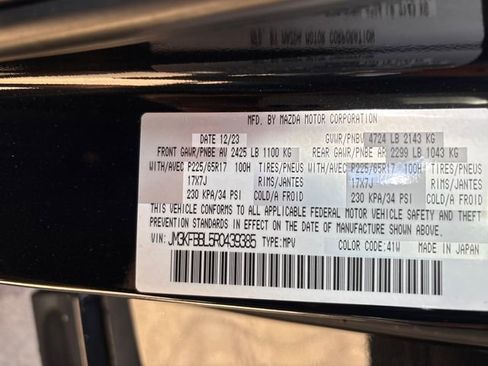 MFD. BY MAZDA MOTOR CORPORATION
DATE 12/23 GVWR/PNBV 4724 LB 2143 KG
FRONT GAWR/PNBE AV 2425 LB 1100 KG REAR GAWR/PNBE AR 2299 LB 1043 KG
WITH/AVEC P225/65R17 100H TIRES/PNEUS WITH/AVEC P225/65R17 100H TIRES/PNEUS
17X7J RIMS/JANTES 17X7J RIMS/JANTES
230 KPA/34 PSI COLD/A FROID 230 KPA/34 PSI COLD/A FROID
THIS VEHICLE CONFORMS TO ALL APPLICABLE FEDERAL MOTOR VEHICLE SAFETY AND
THEFT PREVENTION STANDARDS IN EFFECT ON THE DATE OF MANUFACTURE SHOWN ABOVE.
VIN: JM3KFBBL5R0439385 TYPE:MPV COLOR CODE:41W MADE IN JAPAN